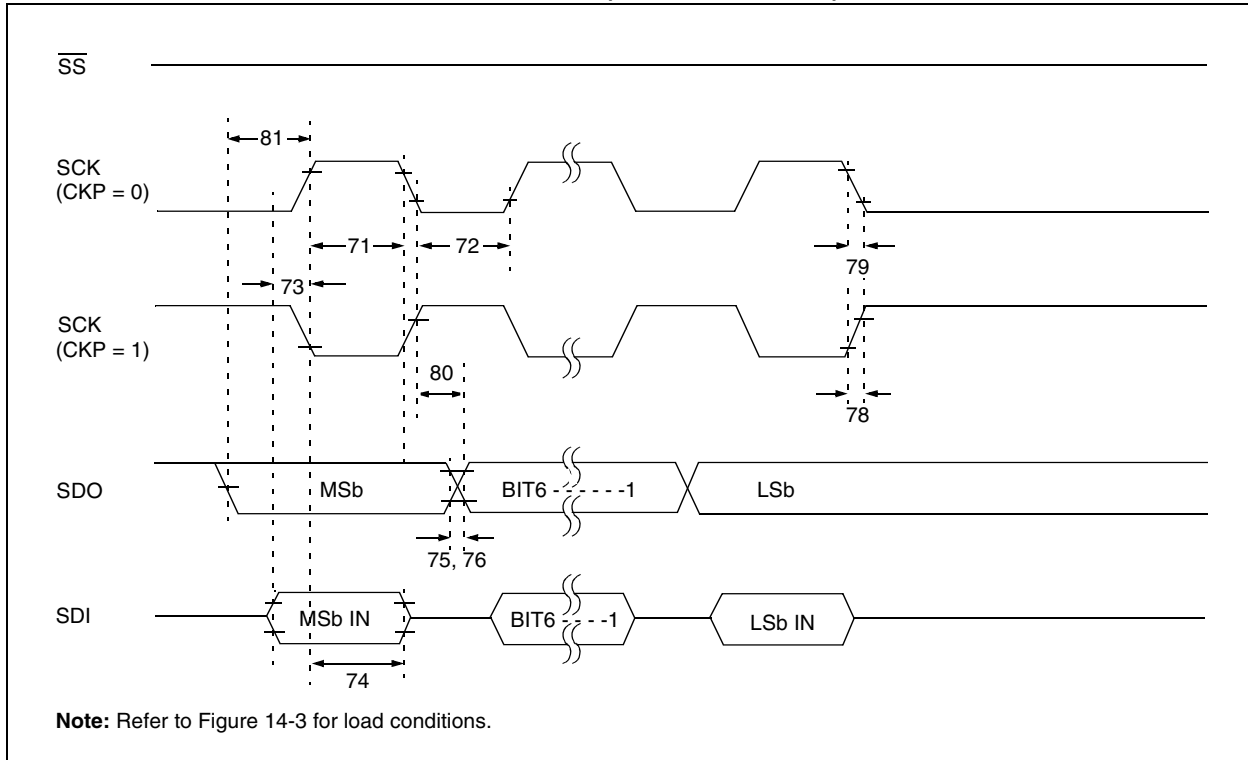 SS
81
SCK
(CKP = 0)
71
72
79
73
SCK
(CKP = 1)
80
78
SDO
MSb
BIT6 - - - - - -1
LSb
75, 76
SDI
MSb IN
BIT6 - - - - -1
LSb IN
74
Note: Refer to Figure 14-3 for load conditions.